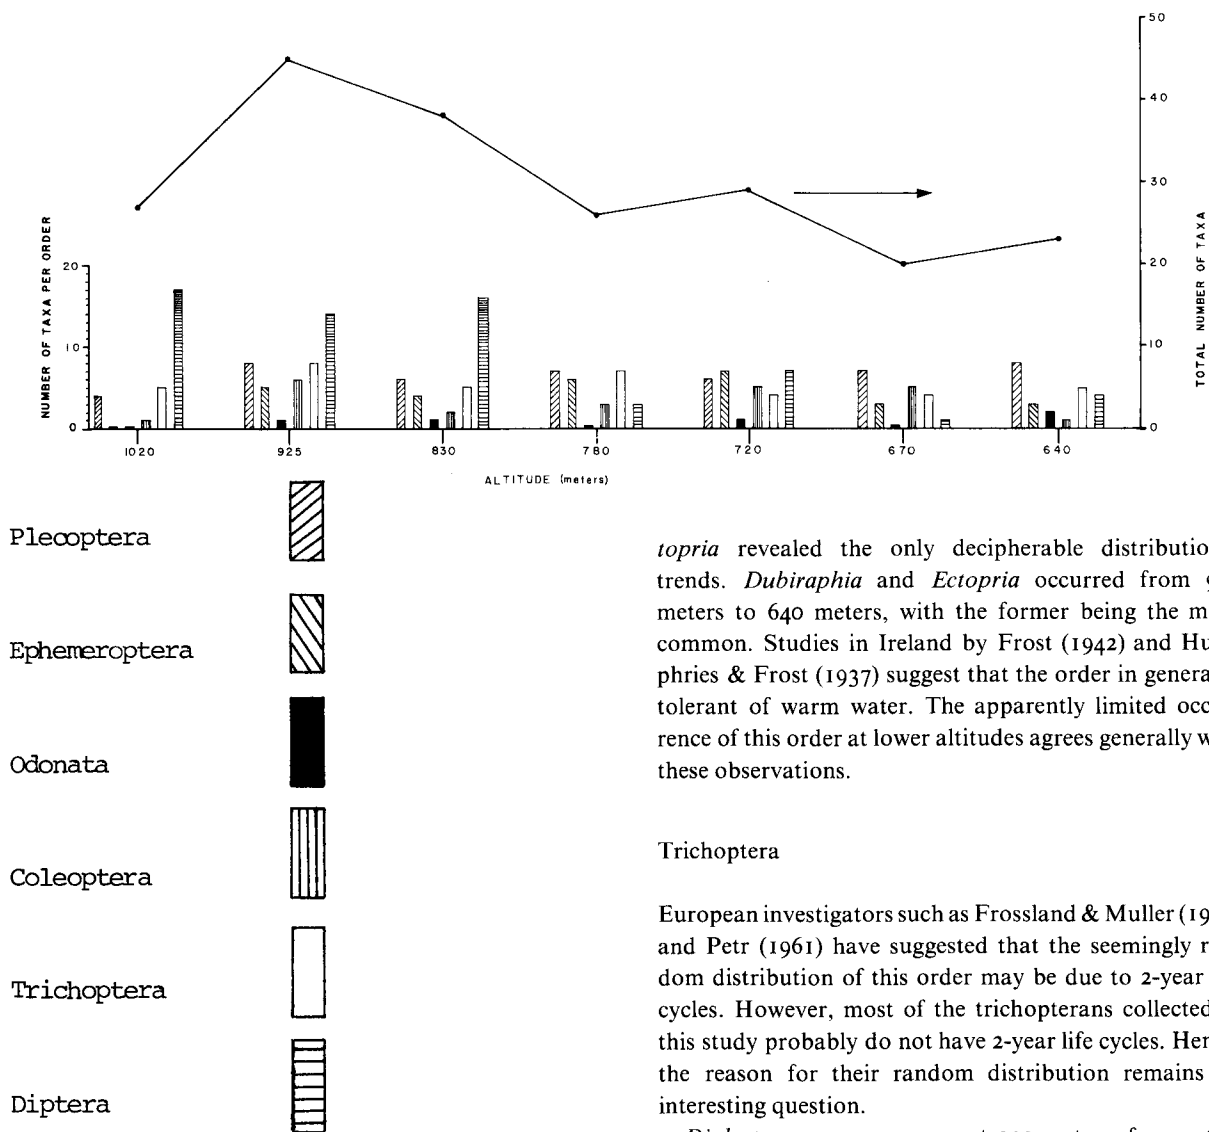 50
40
30
20
10
0
TOTAL NUMBER OF TAXA
NUMBER OF TAXA PER ORDER
20
10
0
1020 925 830 780 720 670 640
ALTITUDE (meters)
Plecoptera
Ephemeroptera
Odonata
Coleoptera
Trichoptera
Diptera
topria revealed the only decipherable distributio
trends. Dubiraphia and Ectopria occurred from 9
meters to 640 meters, with the former being the m
common. Studies in Ireland by Frost (1942) and Hu
phries & Frost (1937) suggest that the order in genera
tolerant of warm water. The apparently limited occ
rence of this order at lower altitudes agrees generally w
these observations.
Trichoptera
European investigators such as Frossland & Muller (19
and Petr (1961) have suggested that the seemingly r
dom distribution of this order may be due to 2-year
cycles. However, most of the trichopterans collected
this study probably do not have 2-year life cycles. Her
the reason for their random distribution remains
interesting question.